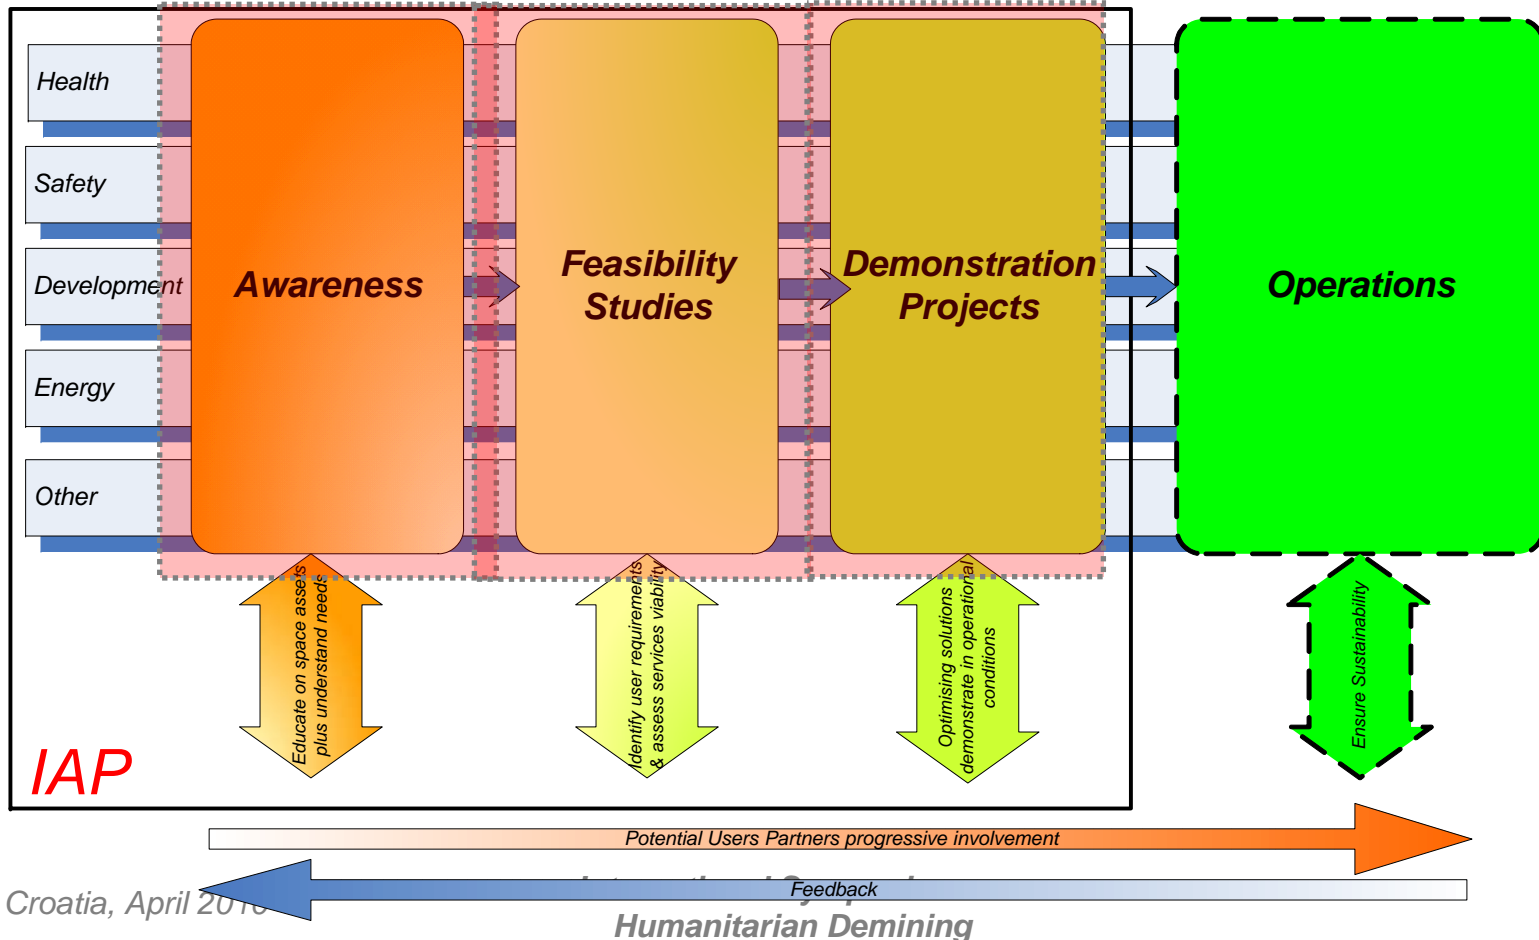 Health
Safety
Development
Energy
Other
Awareness
Feasibility
Studies
Demonstration
Projects
Operations
Educate on space assets
plus understand needs
Identify user requirements
& assess services viability
Optimising solutions
demonstrate in operational
conditions
Ensure Sustainability
IAP
Potential Users Partners progressive involvement
Feedback
Croatia, April
Humanitarian Demining